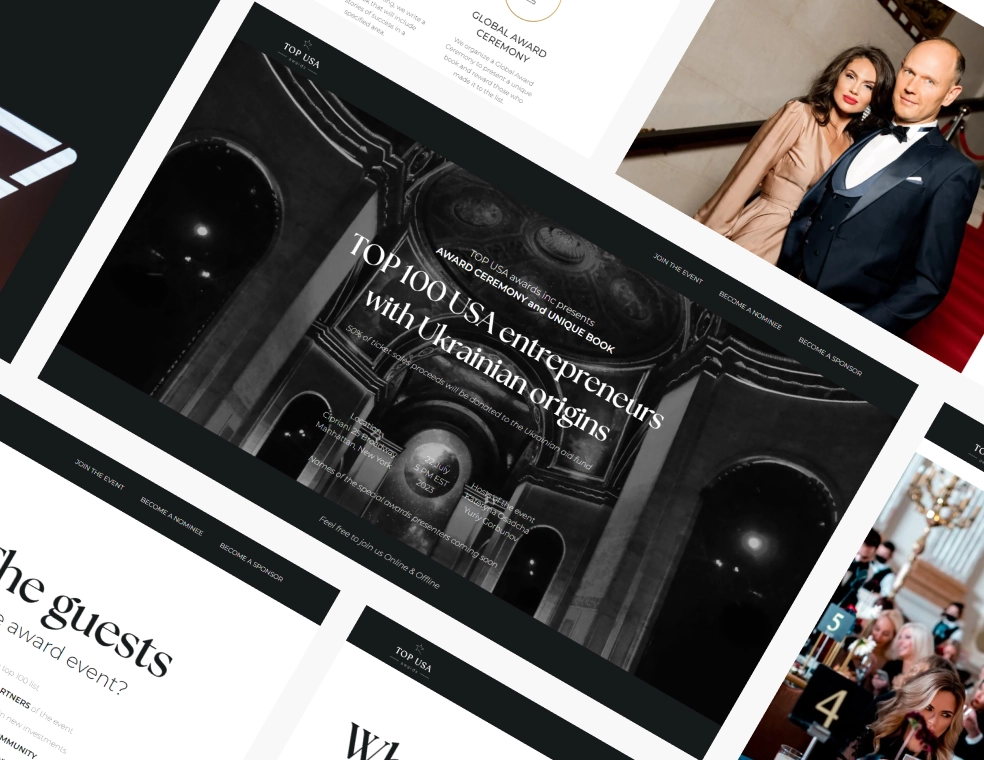 ng, we write a
k that will include
stories of success in a
specified area.
GLOBAL AWARD
CEREMONY
We organize a Global Award
Ceremony to present a unique
book and reward those who
made it to the list.
TOP USA
awards
JOIN THE EVENT
BECOME A NOMINEE
BECOME A SPONSOR
TOP USA awards inc presents
AWARD CEREMONY and UNIQUE BOOK
TOP 100 USA entrepreneurs
with Ukrainian origins
50% of ticket sales proceeds will be donated to the Ukrainian aid fund
Location:
Cipriani 25 Broadway
Manhattan, New York
22 July
5 PM EST
2023
Hosts of the event
Kateryna Osadcha
Yuriy Gorbunov
Names of the special awards presenters coming soon
Feel free to join us Online & Offline
JOIN THE EVENT
BECOME A NOMINEE
BECOME A SPONSOR
The guests
e award event?
top 100 list
RTNERS of the event
in new investments
MMUNITY
TOP USA
awards
Wh
TO
5
4